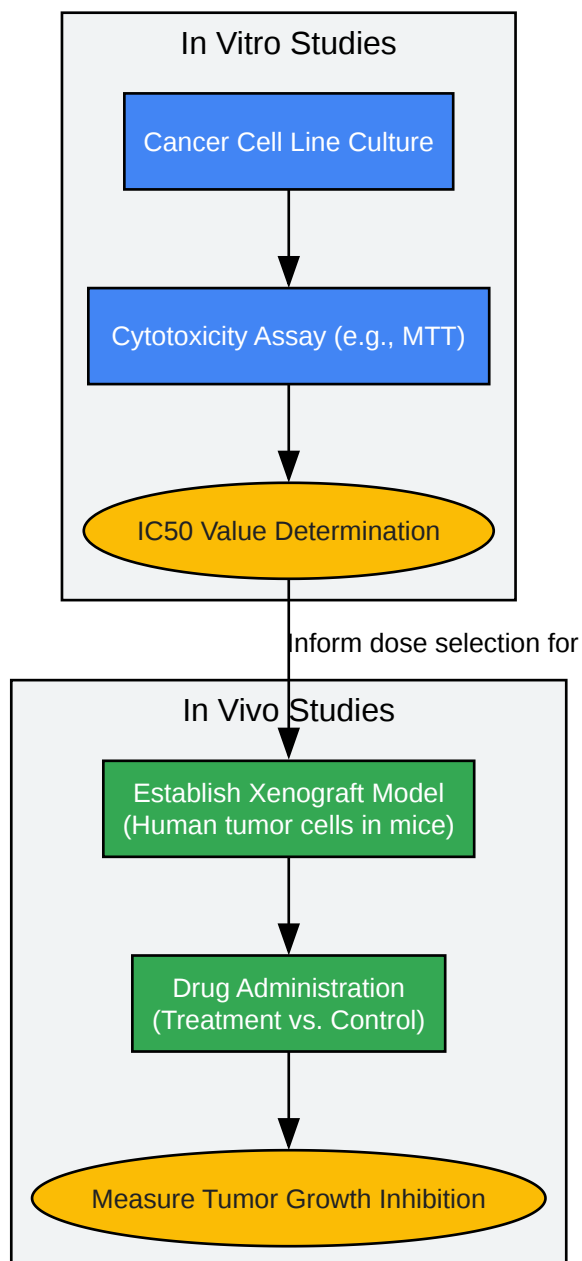 In Vitro Studies
Cancer Cell Line Culture
Cytotoxicity Assay (e.g., MTT)
IC50 Value Determination
Inform dose selection for
In Vivo Studies
Establish Xenograft Model
(Human tumor cells in mice)
Drug Administration
(Treatment vs. Control)
Measure Tumor Growth Inhibition